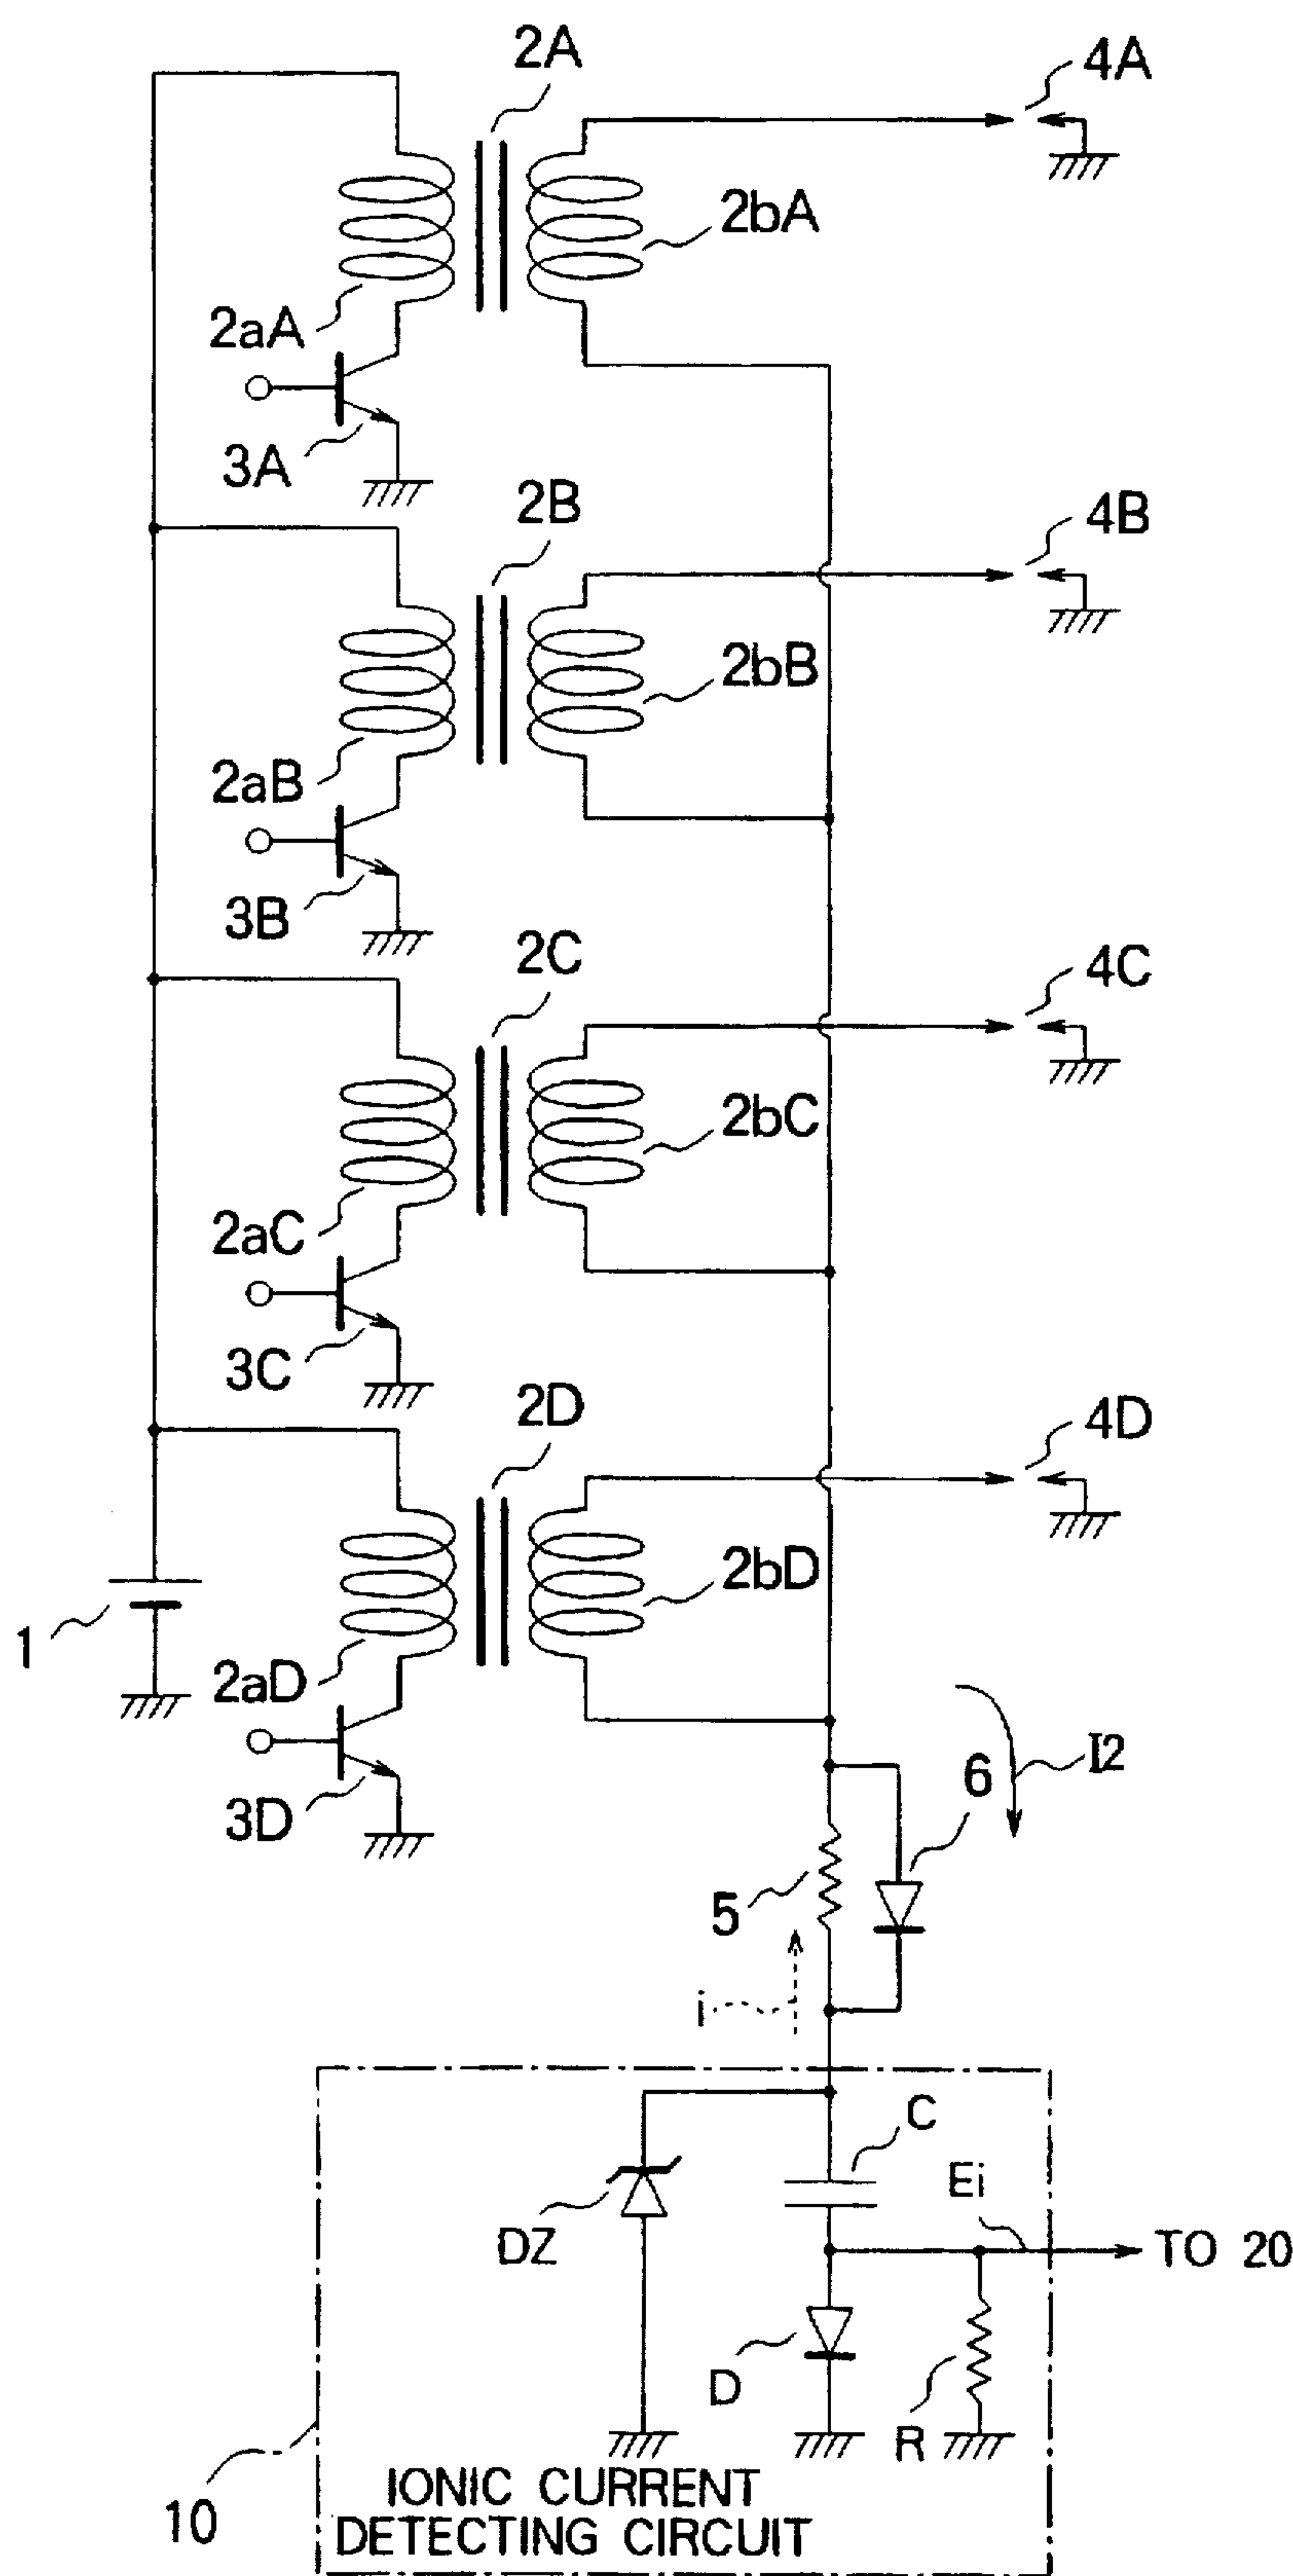 2A
4A
2bA
2aA
3A
2B
4B
2bB
2aB
3B
2C
4C
2bC
2aC
3C
2D
4D
2bD
1
2aD
I2
6
3D
5
i
C
Ei
DZ
TO 20
D
R
10
IONIC CURRENT
DETECTING CIRCUIT